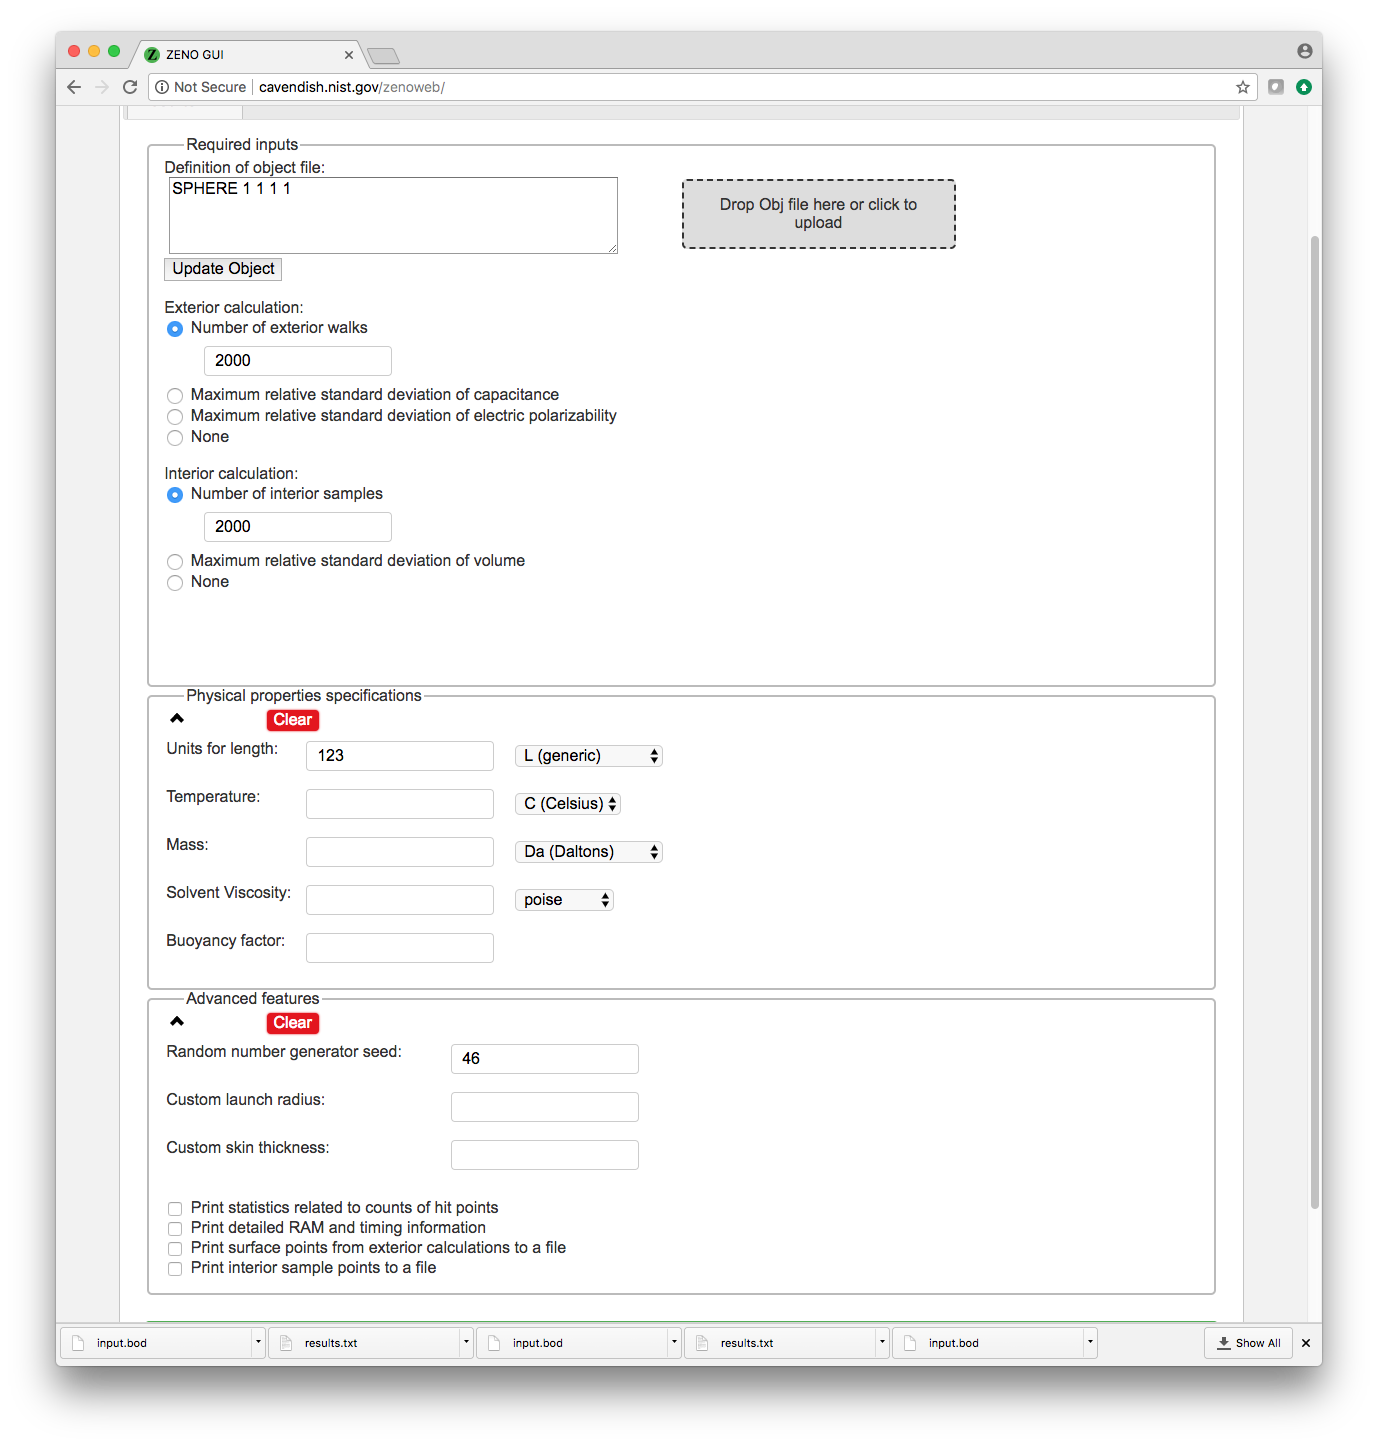 ZENO GUI
Not Secure cavendish.nist.gov/zenoweb/
Required inputs
Definition of object file:
SPHERE 1 1 1 1
Drop Obj file here or click to
upload
Update Object
Exterior calculation:
Number of exterior walks
2000
Maximum relative standard deviation of capacitance
Maximum relative standard deviation of electric polarizability
None
Interior calculation:
Number of interior samples
2000
Maximum relative standard deviation of volume
None
Physical properties specifications
Clear
Units for length: 123 L (generic)
Temperature: C (Celsius)
Mass: Da (Daltons)
Solvent Viscosity: poise
Buoyancy factor:
Advanced features
Clear
Random number generator seed: 46
Custom launch radius:
Custom skin thickness:
Print statistics related to counts of hit points
Print detailed RAM and timing information
Print surface points from exterior calculations to a file
Print interior sample points to a file
input.bod results.txt input.bod results.txt input.bod Show All